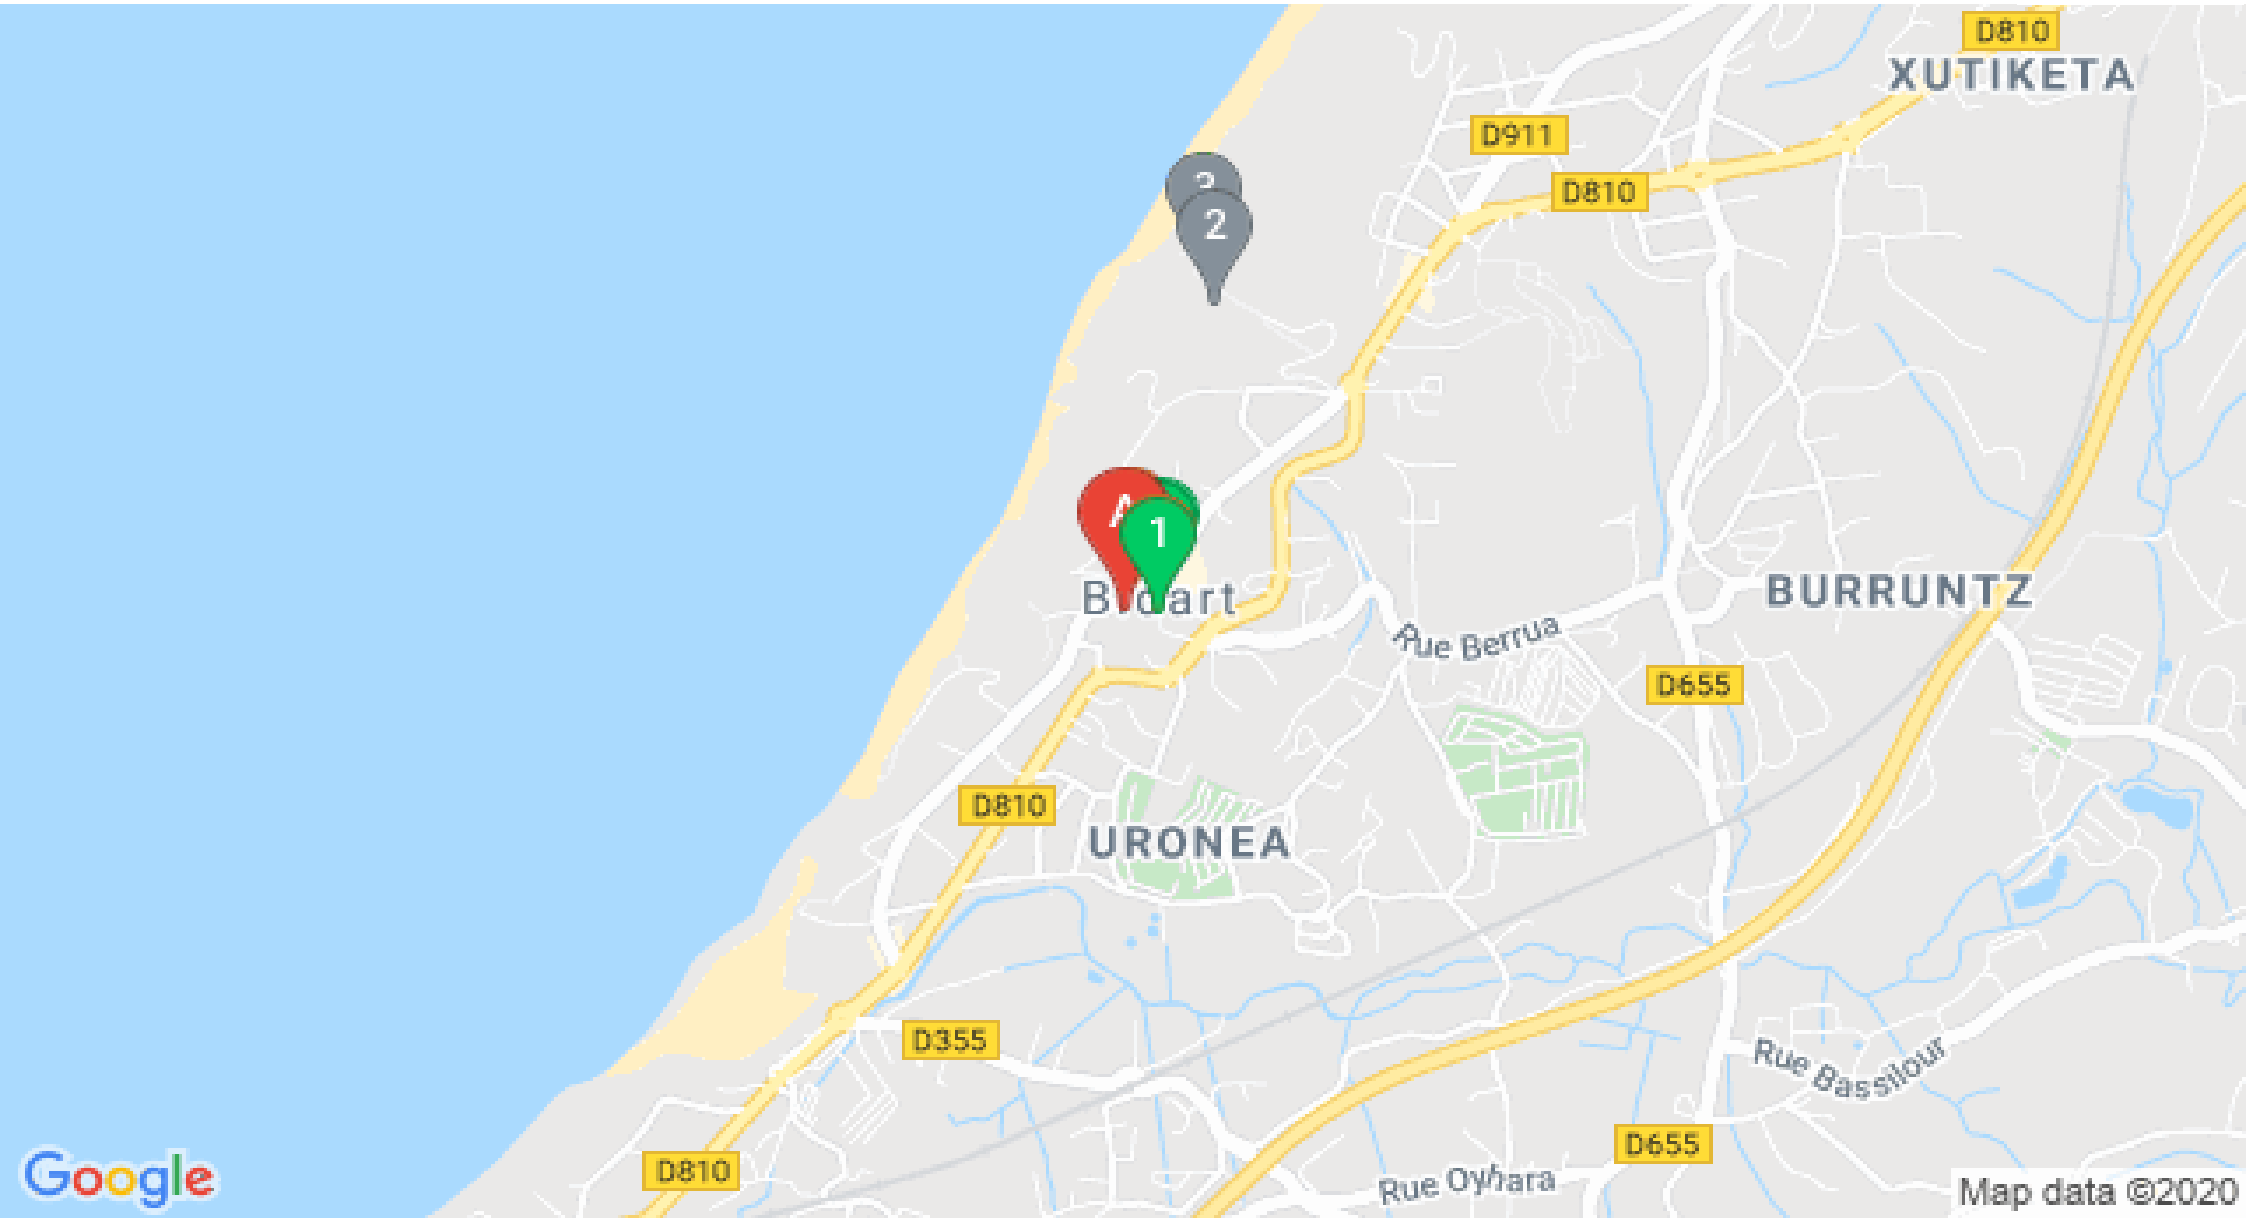 D810
XUTIKETA
D911
D810
2
A
1
Bidart
BURRUNTZ
Rue Berrua
D655
D810
URONEA
D355
Rue Bassilour
D655
D810
Rue Oyhara
Google
Map data ©2020